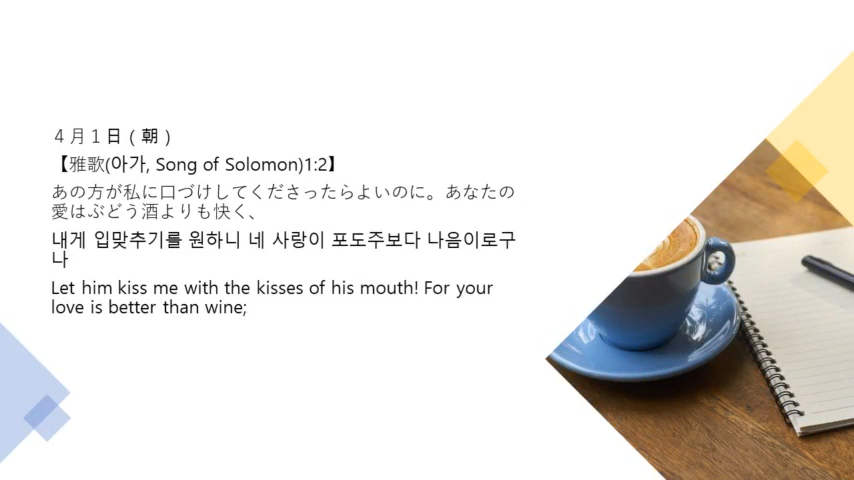 ４月１日（朝）
【雅歌(아가, Song of Solomon)1:2】
あの方が私に口づけしてくださったらよいのに。あなたの
愛はぶどう酒よりも快く、
내게 입맞추기를 원하니 네 사랑이 포도주보다 나음이로구
나
Let him kiss me with the kisses of his mouth! For your
love is better than wine;